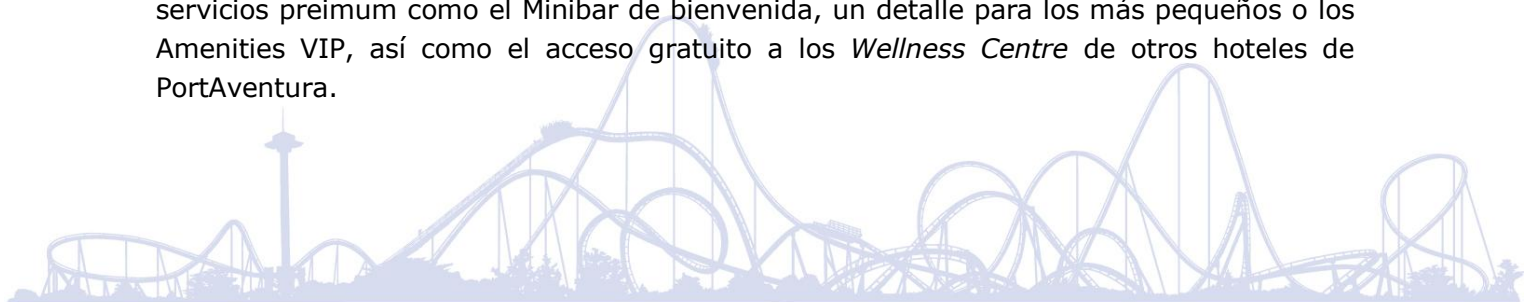 servicios preimum como el Minibar de bienvenida, un detalle para los más pequeños o los
Amenities VIP, así como el acceso gratuito a los Wellness Centre de otros hoteles de
PortAventura.